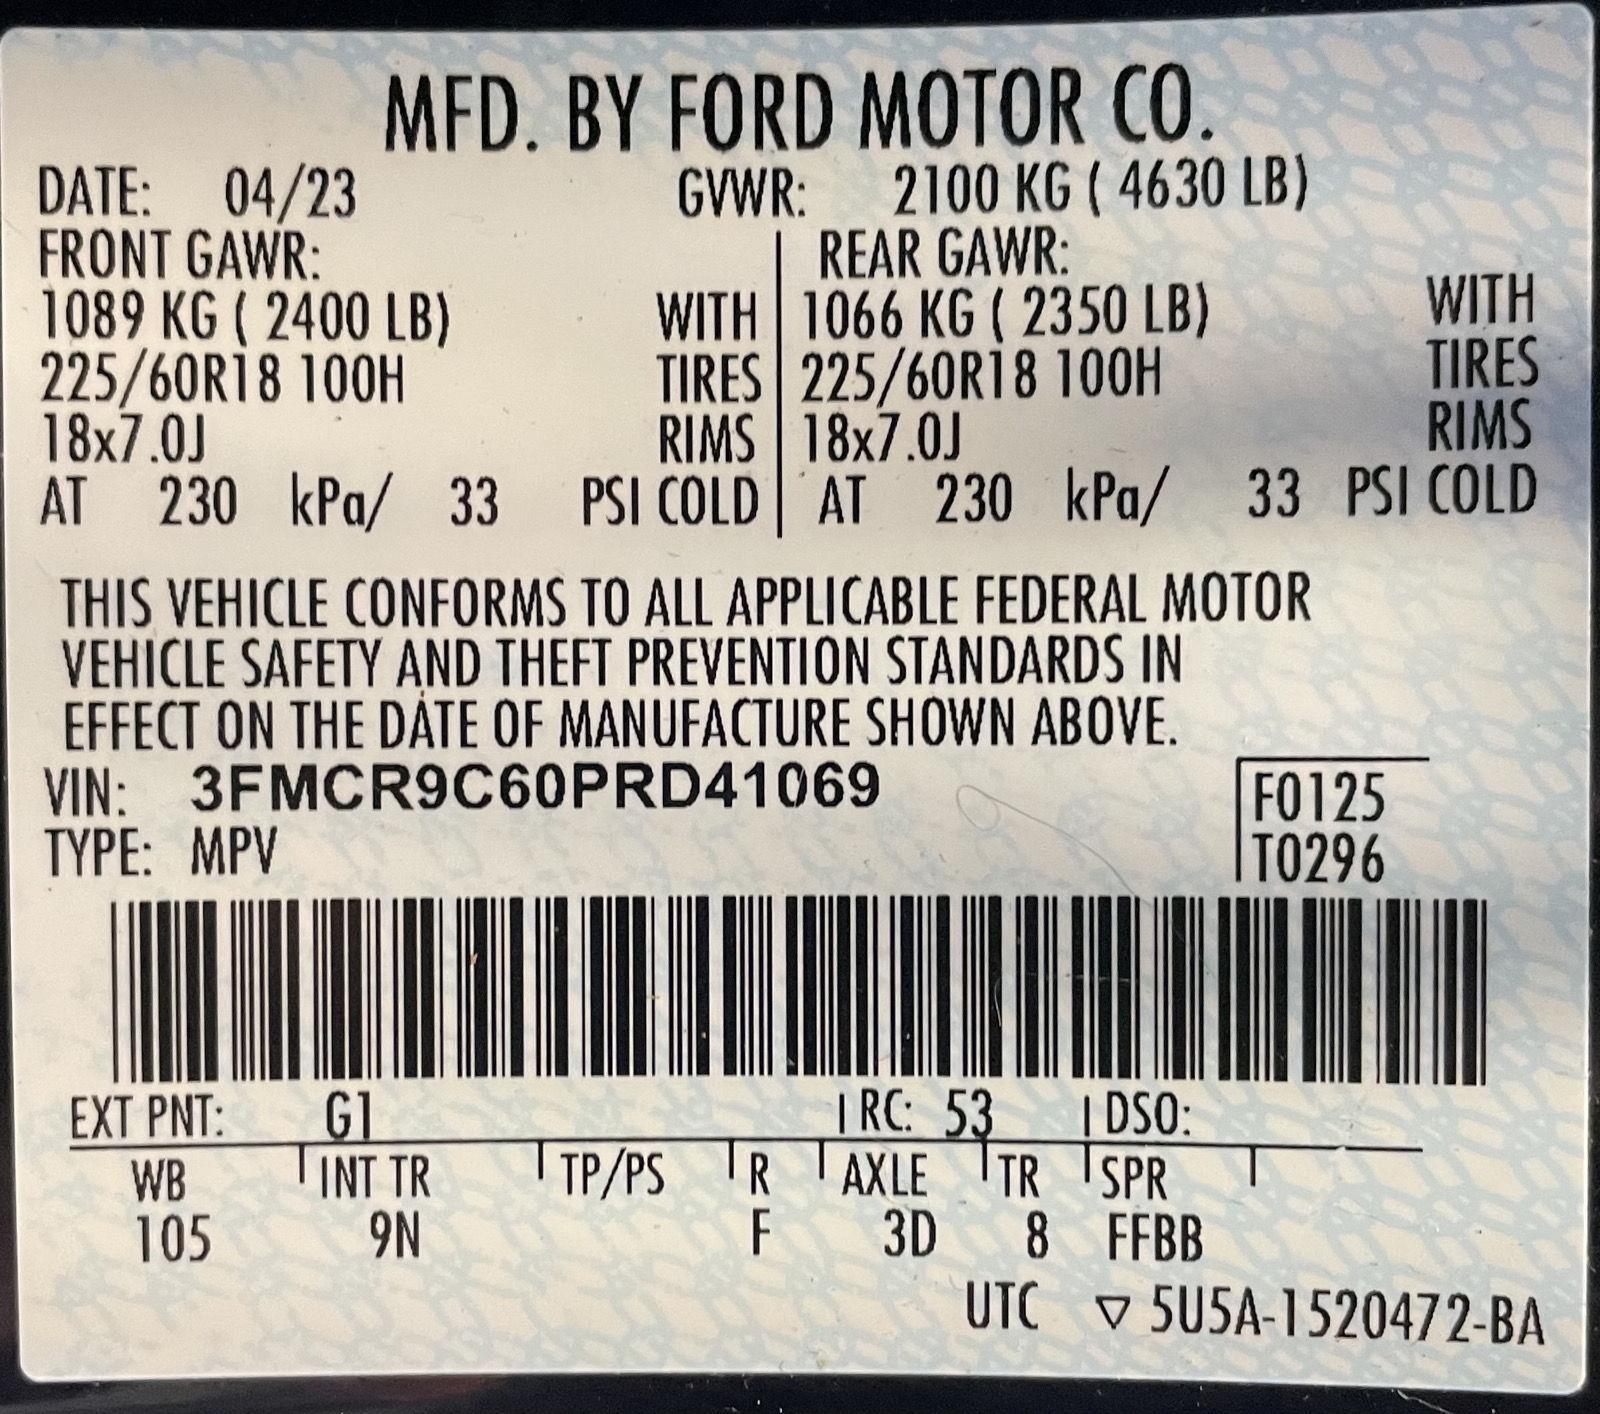 MFD. BY FORD MOTOR CO.
DATE: 04/23 GVWR: 2100 KG ( 4630 LB)
FRONT GAWR: REAR GAWR:
1089 KG ( 2400 LB) WITH 1066 KG ( 2350 LB) WITH
225/60R18 100H TIRES 225/60R18 100H TIRES
18x7.0J RIMS 18x7.0J RIMS
AT 230 kPa/ 33 PSI COLD AT 230 kPa/ 33 PSI COLD
THIS VEHICLE CONFORMS TO ALL APPLICABLE FEDERAL MOTOR
VEHICLE SAFETY AND THEFT PREVENTION STANDARDS IN
EFFECT ON THE DATE OF MANUFACTURE SHOWN ABOVE.
VIN: 3FMCR9C60PRD41069 F0125
TYPE: MPV T0296
EXT PNT: G1 RC: 53 DSO:
WB INT TR TP/PS R AXLE TR SPR
105 9N F 3D 8 FFBB
UTC ▽ 5U5A-1520472-BA